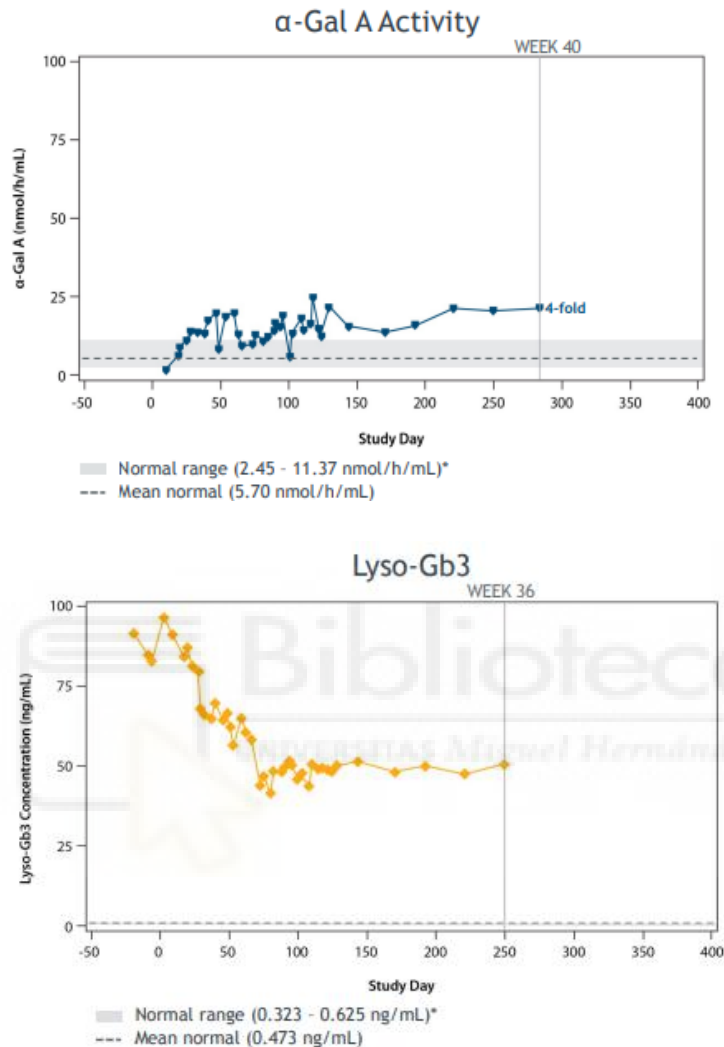 α-Gal A Activity
WEEK 40
100
75
50
25
0
α-Gal A (nmol/h/mL)
4-fold
-50 0 50 100 150 200 250 300 350 400
Study Day
Normal range (2.45 - 11.37 nmol/h/mL)*
Mean normal (5.70 nmol/h/mL)
Lyso-Gb3
WEEK 36
100
75
50
25
0
Lyso-Gb3 Concentration (ng/mL)
Biblioteca
UNIVERSITAS Miguel Hernánd
-50 0 50 100 150 200 250 300 350 400
Study Day
Normal range (0.323 - 0.625 ng/mL)*
Mean normal (0.473 ng/mL)